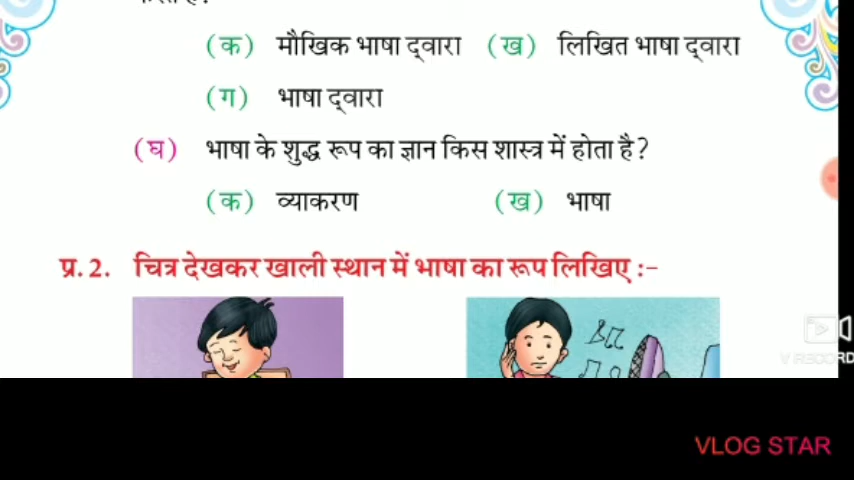 (क) मौखिक भाषा द्वारा (ख) लिखित भाषा द्वारा
(ग) भाषा द्वारा
(घ) भाषा के शुद्ध रूप का ज्ञान किस शास्त्र में होता है?
(क) व्याकरण (ख) भाषा
प्र. 2. चित्र देखकर खाली स्थान में भाषा का रूप लिखिए :-
VLOG STAR